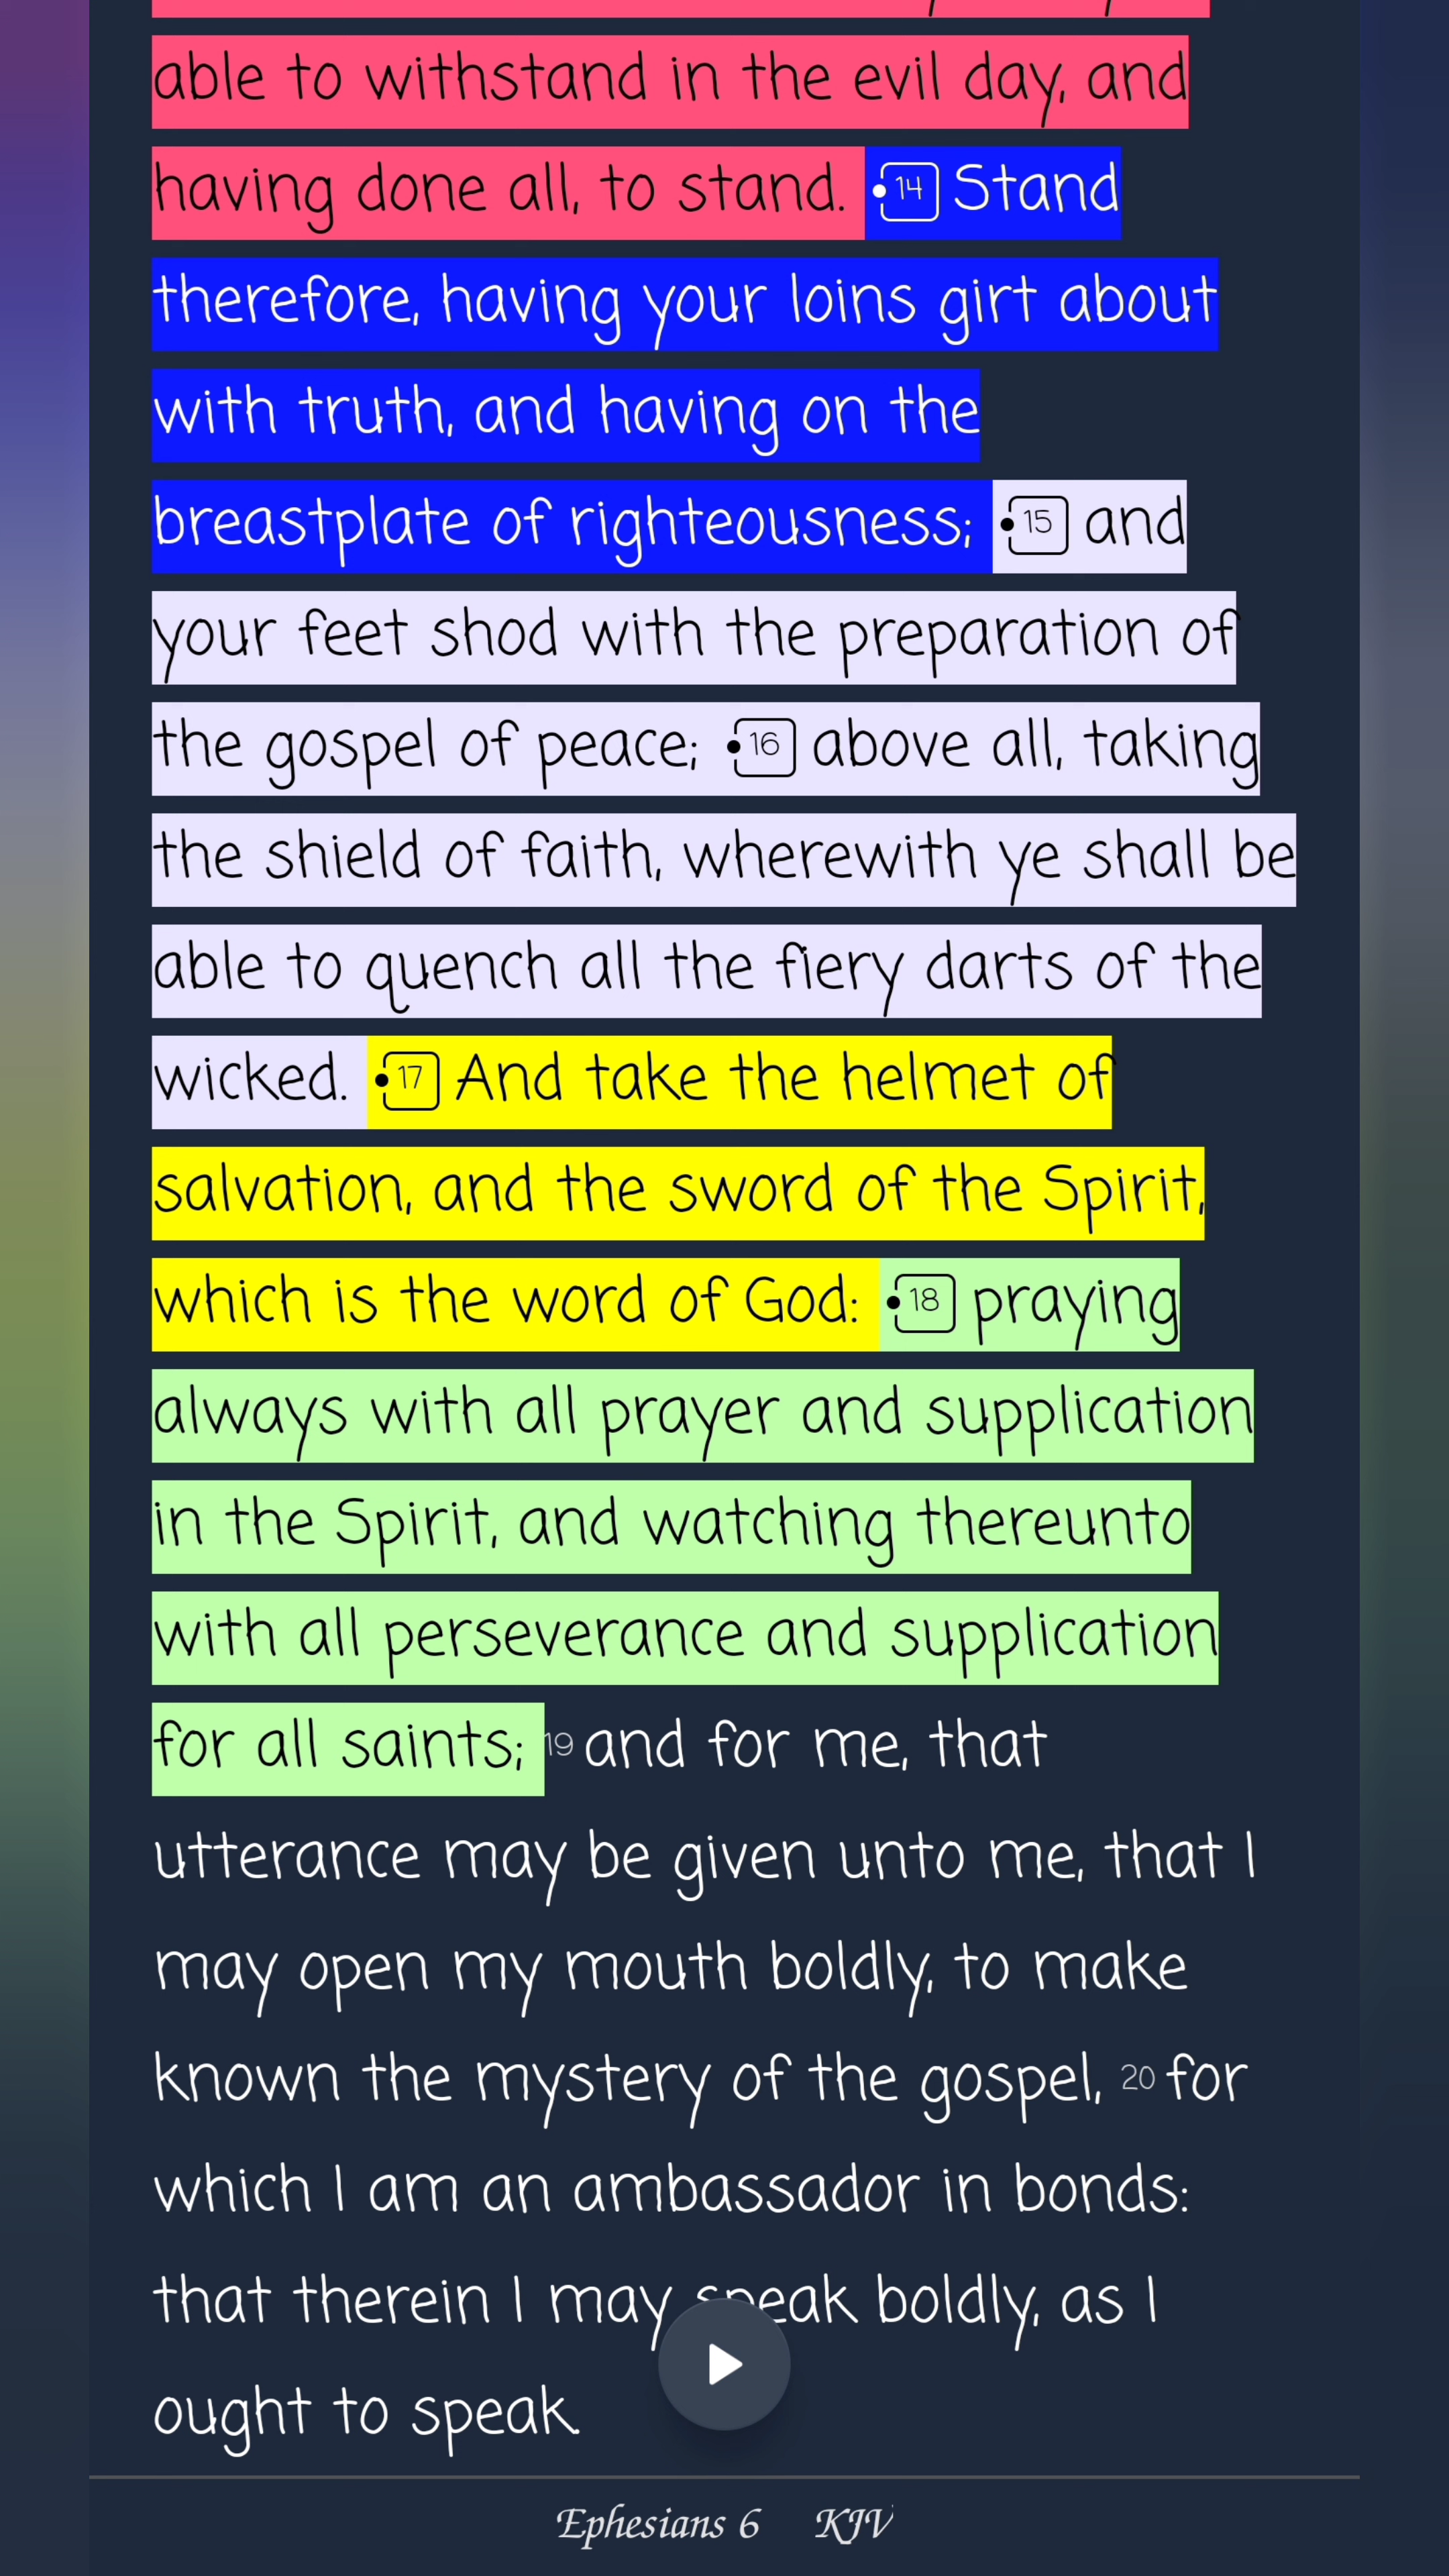 able to withstand in the evil day, and
having done all, to stand. 14 Stand
therefore, having your loins girt about
with truth, and having on the
breastplate of righteousness; 15 and
your feet shod with the preparation of
the gospel of peace; 16 above all, taking
the shield of faith, wherewith ye shall be
able to quench all the fiery darts of the
wicked. 17 And take the helmet of
salvation, and the sword of the Spirit,
which is the word of God: 18 praying
always with all prayer and supplication
in the Spirit, and watching thereunto
with all perseverance and supplication
for all saints; 19 and for me, that
utterance may be given unto me, that I
may open my mouth boldly, to make
known the mystery of the gospel, 20 for
which I am an ambassador in bonds:
that therein I may speak boldly, as I
ought to speak.
Ephesians 6 KJV